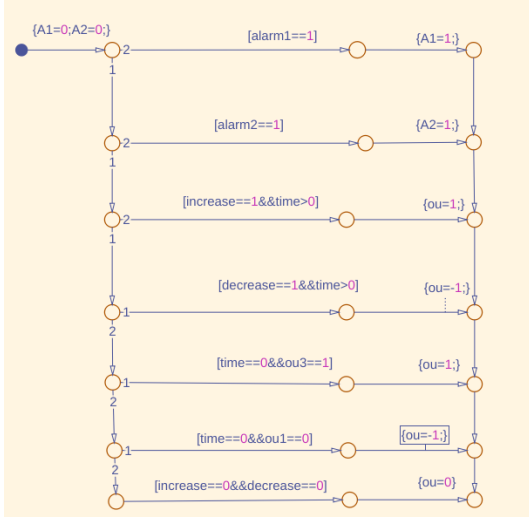 {A1=0;A2=0;}
2 [alarm1==1] {A1=1;}
1
2 [alarm2==1] {A2=1;}
1
2 [increase==1&&time>0] {ou=1;}
1
1 [decrease==1&&time>0] {ou=-1;}
2
1 [time==0&&ou3==1] {ou=1;}
2
1 [time==0&&ou1==0] {ou=-1;}
2
[increase==0&&decrease==0] {ou=0}